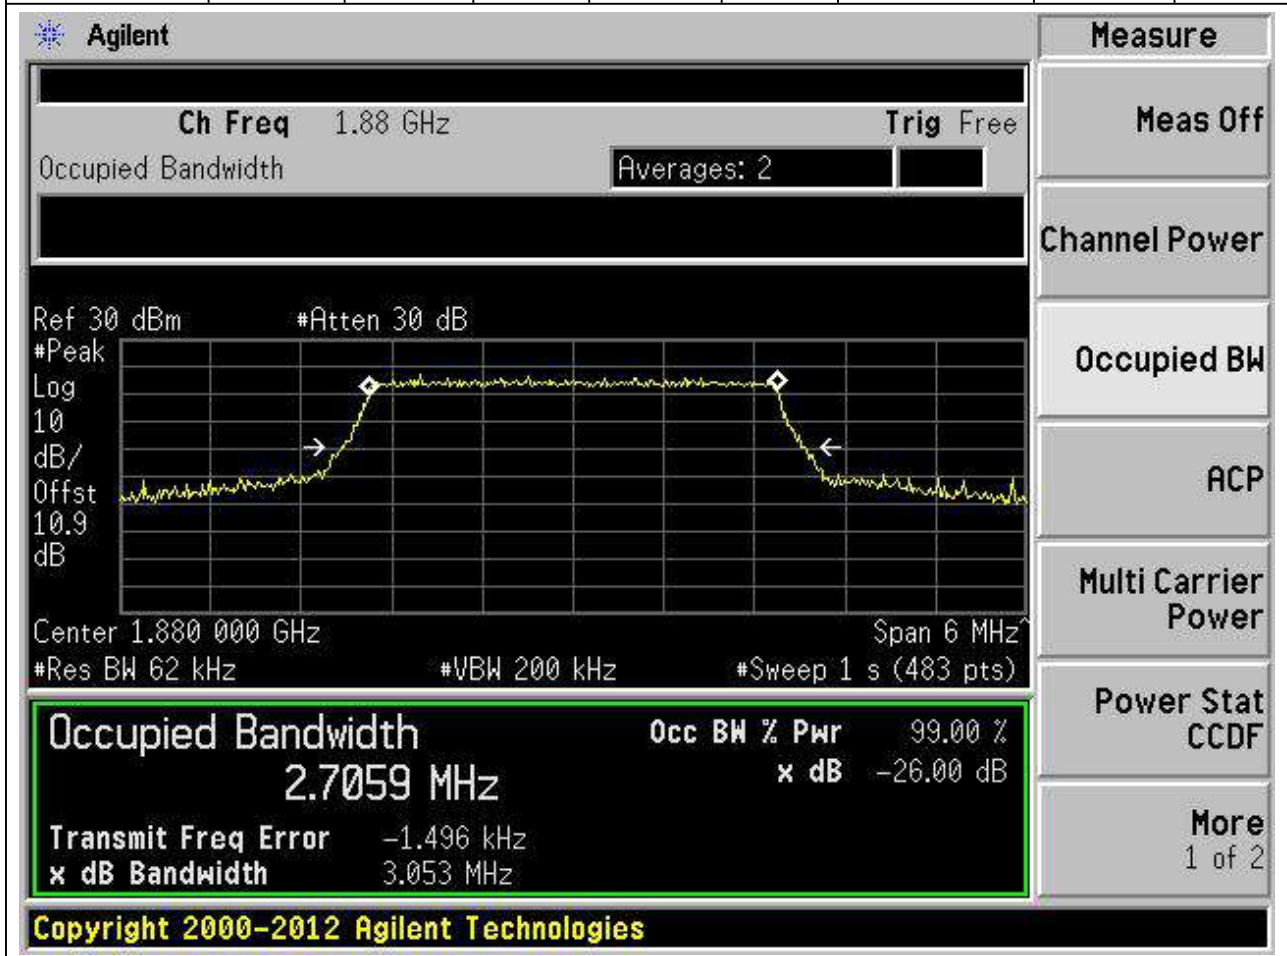 Agilent
Measure
Ch Freq 1.88 GHz Trig Free
Occupied Bandwidth Averages: 2
Meas Off
Channel Power
Occupied BW
ACP
Multi Carrier
Power
Power Stat
CCDF
More
1 of 2
Ref 30 dBm #Atten 30 dB
#Peak
Log
10
dB/
Offst
10.9
dB
Center 1.880 000 GHz Span 6 MHz^
#Res BW 62 kHz #VBW 200 kHz #Sweep 1 s (483 pts)
Occupied Bandwidth Occ BW % Pwr 99.00 %
2.7059 MHz x dB -26.00 dB
Transmit Freq Error -1.496 kHz
x dB Bandwidth 3.053 MHz
Copyright 2000-2012 Agilent Technologies